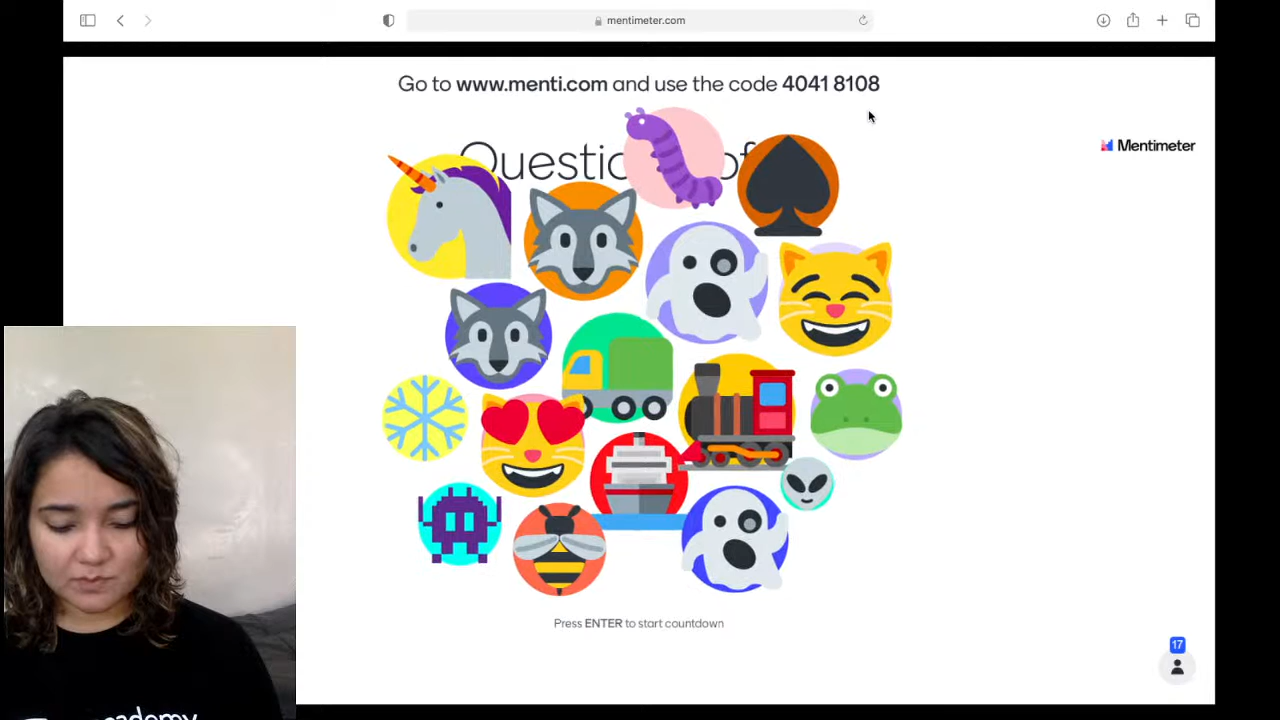 mentimeter.com
Go to www.menti.com and use the code 4041 8108
Mentimeter
Press ENTER to start countdown
17